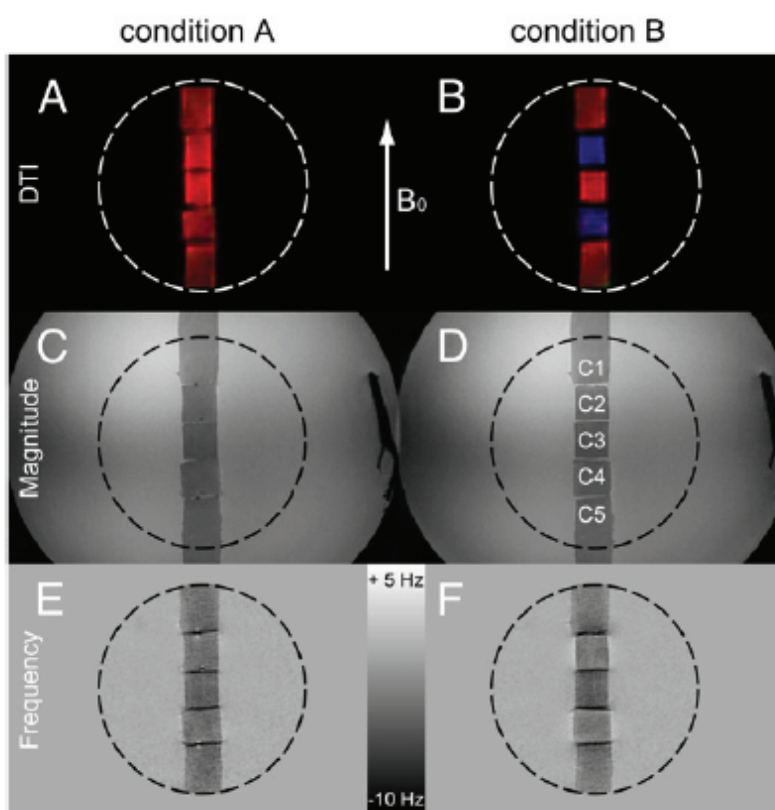 condition A
condition B
A
B
DTI
B0
C
D
Magnitude
C1
C2
C3
C4
C5
E
F
+ 5 Hz
Frequency
-10 Hz